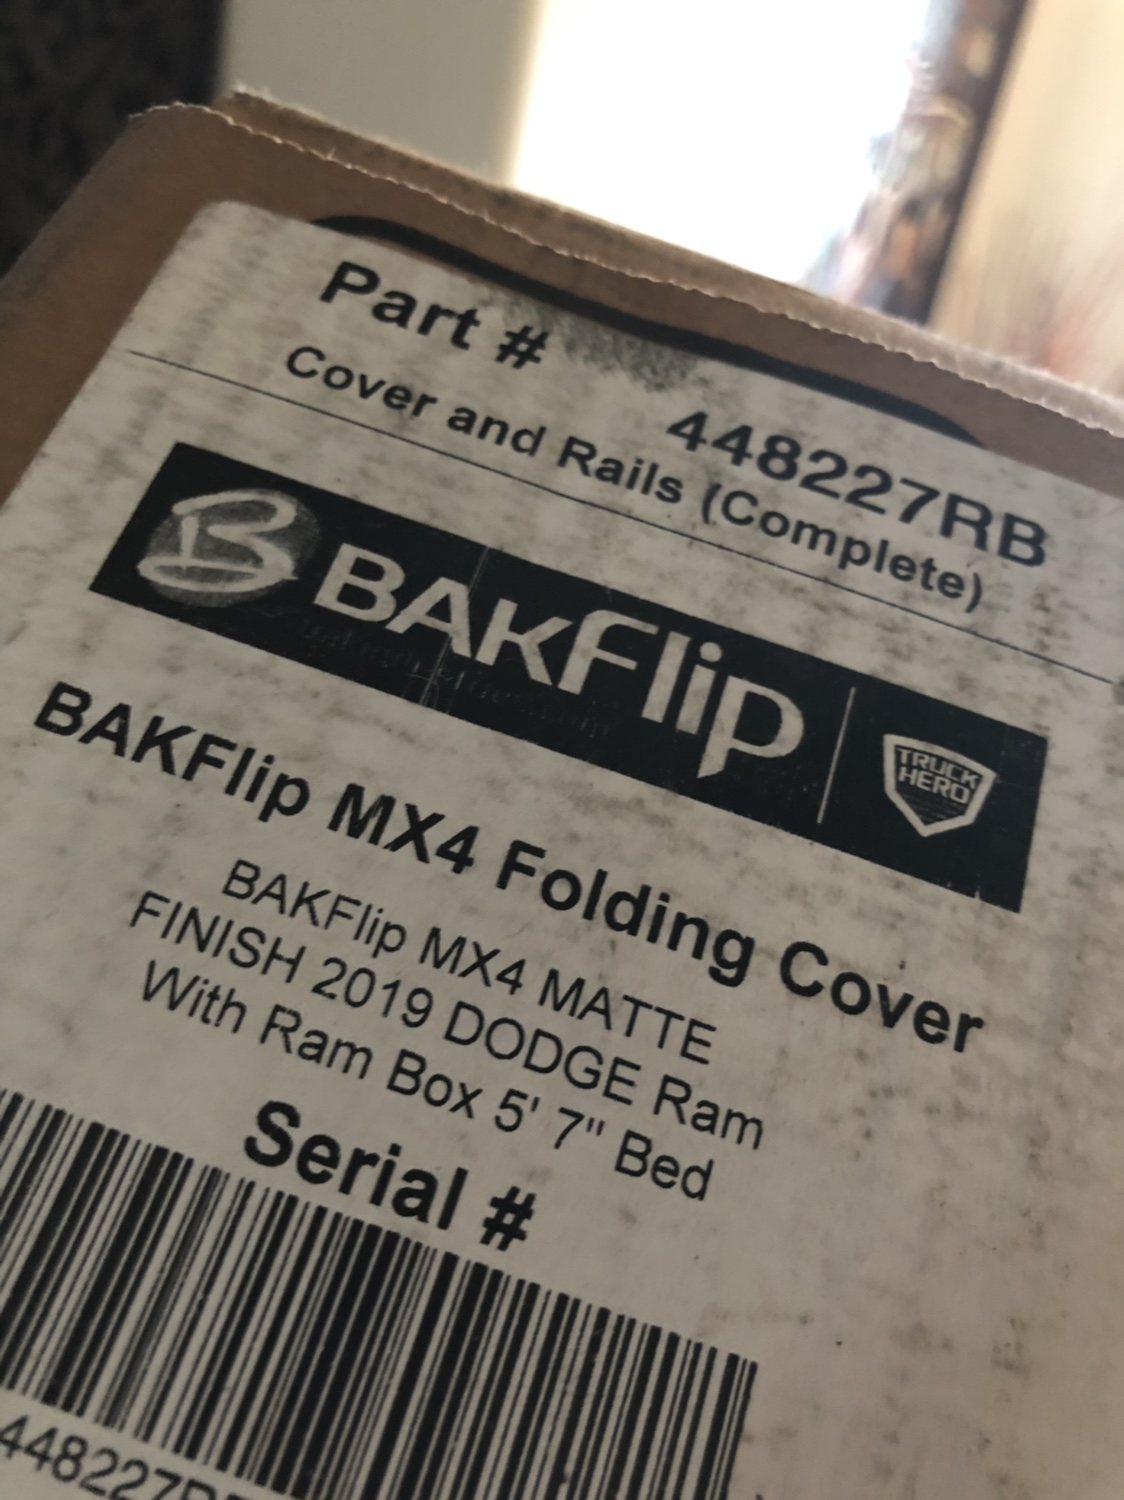 Part #
448227RB
Cover and Rails (Complete)
B BAKFlip
TRUCK
HERO
BAKFlip MX4 Folding Cover
BAKFlip MX4 MATTE
FINISH 2019 DODGE Ram
With Ram Box 5' 7" Bed
Serial #
448227R